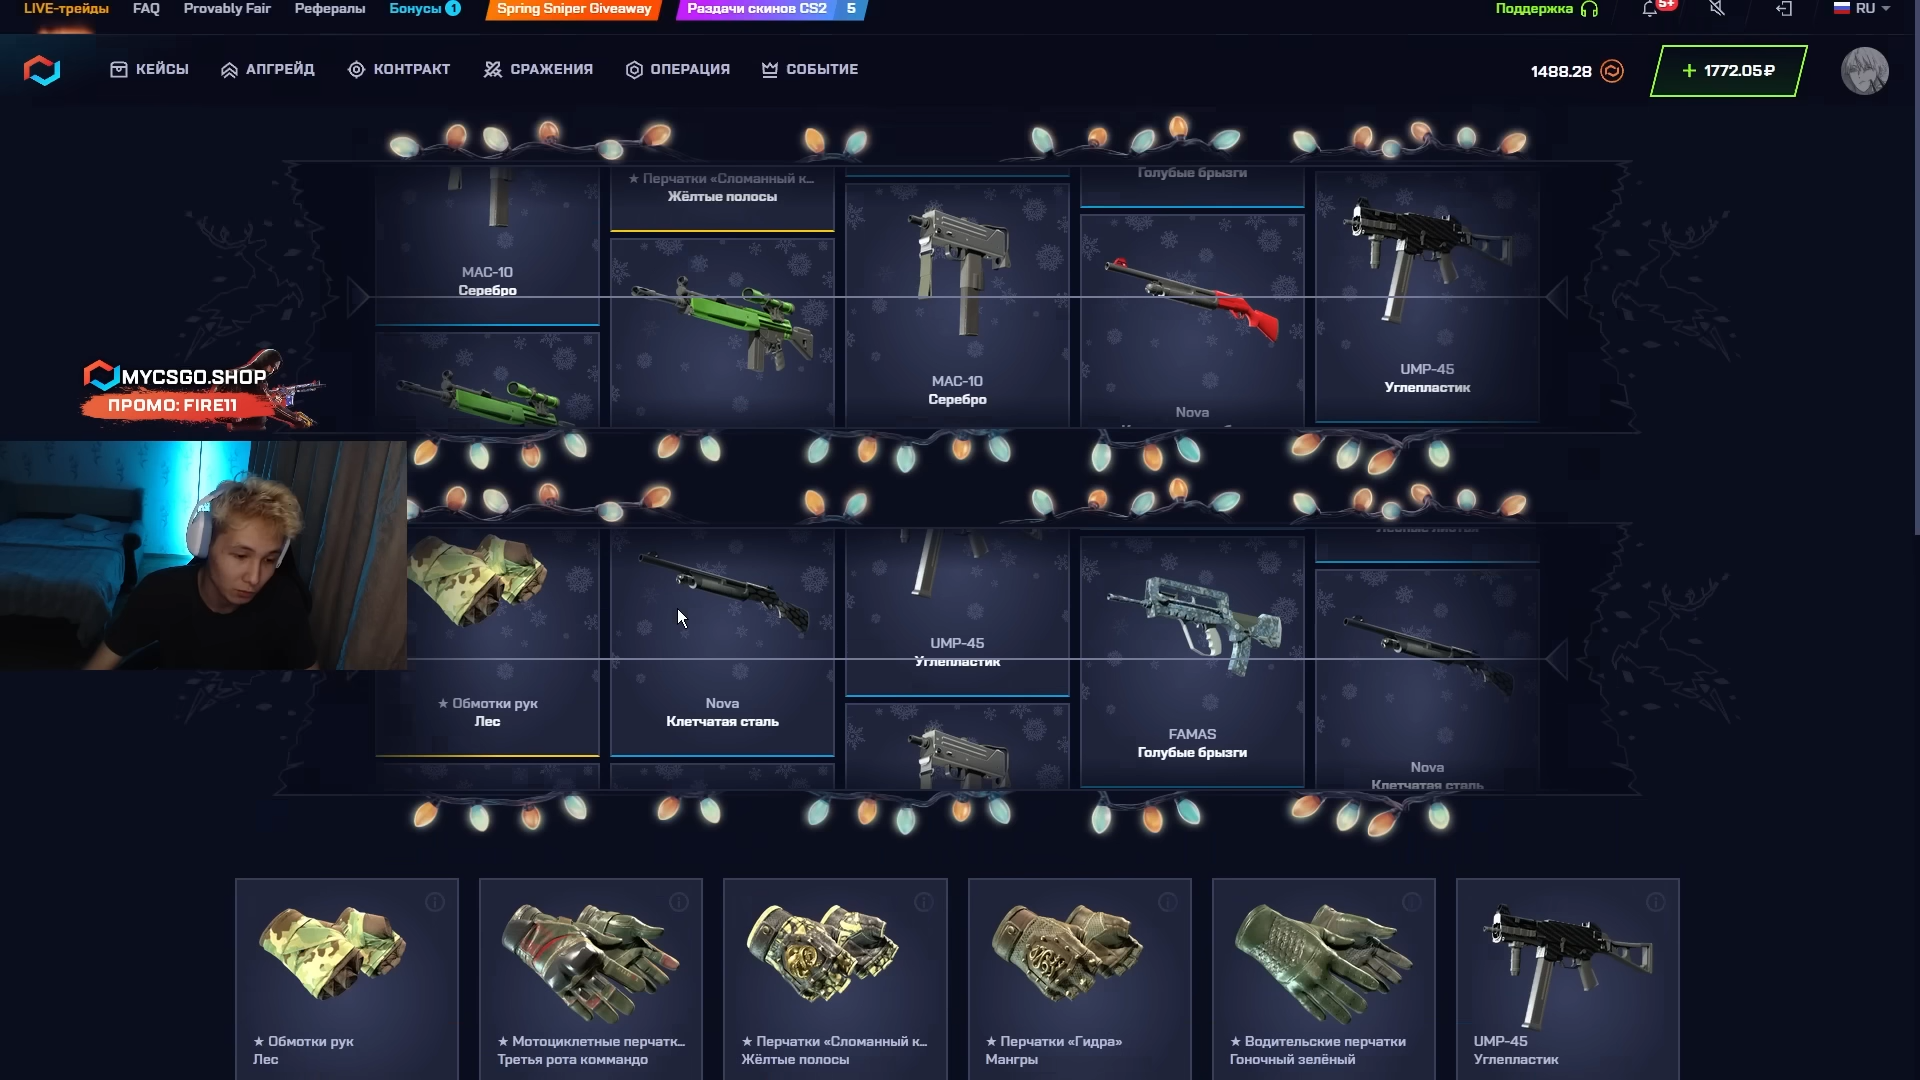 LIVE-трейды FAQ Provably Fair Рефералы Бонусы 1 Spring Sniper Giveaway Раздачи скинов CS2 5 Поддержка 5+ RU
КЕЙСЫ АПГРЕЙД КОНТРАКТ СРАЖЕНИЯ ОПЕРАЦИЯ СОБЫТИЕ 1488.28 + 1772.05₽
★ Перчатки «Сломанный к...
Жёлтые полосы
Голубые брызги
MAC-10
Серебро
MAC-10
Серебро
Nova
UMP-45
Углепластик
MYCSGO.SHOP
ПРОМО: FIRE11
★ Обмотки рук
Лес
Nova
Клетчатая сталь
UMP-45
Углепластик
FAMAS
Голубые брызги
Nova
Клетчатая сталь
★ Обмотки рук
Лес
★ Мотоциклетные перчатк...
Третья рота коммандо
★ Перчатки «Сломанный к...
Жёлтые полосы
★ Перчатки «Гидра»
Мангры
★ Водительские перчатки
Гоночный зелёный
UMP-45
Углепластик